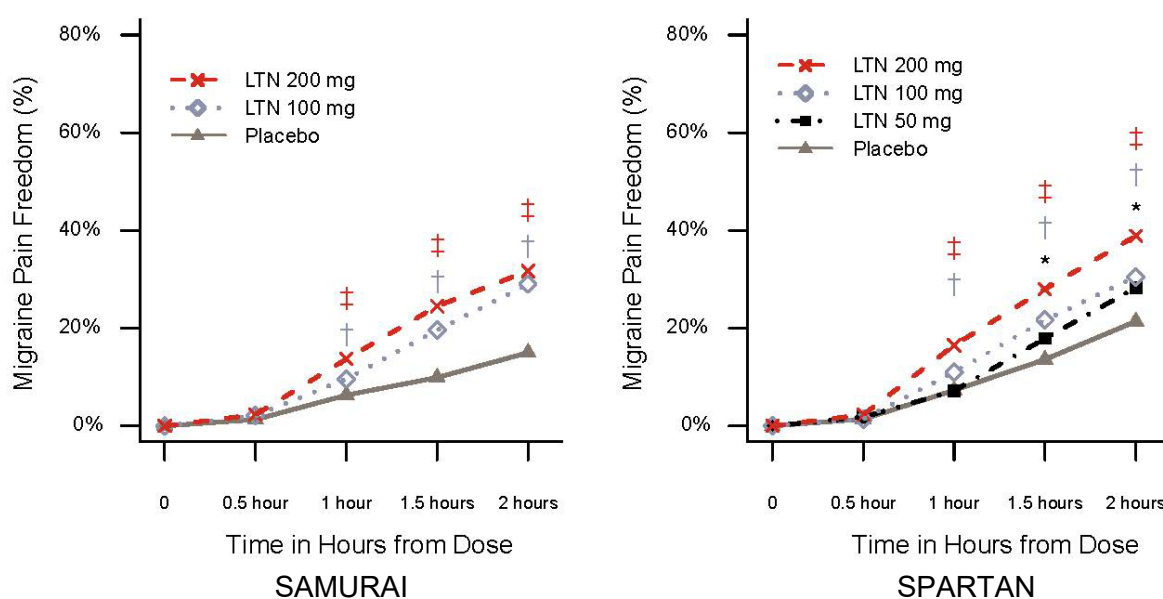 Migraine Pain Freedom (%)
80%
60%
40%
20%
0%
LTN 200 mg
LTN 100 mg
Placebo
‡ ‡ ‡
† † †
0 0.5 hour 1 hour 1.5 hours 2 hours
Time in Hours from Dose
SAMURAI
Migraine Pain Freedom (%)
80%
60%
40%
20%
0%
LTN 200 mg
LTN 100 mg
LTN 50 mg
Placebo
‡ ‡ ‡
† † †
* *
0 0.5 hour 1 hour 1.5 hours 2 hours
Time in Hours from Dose
SPARTAN